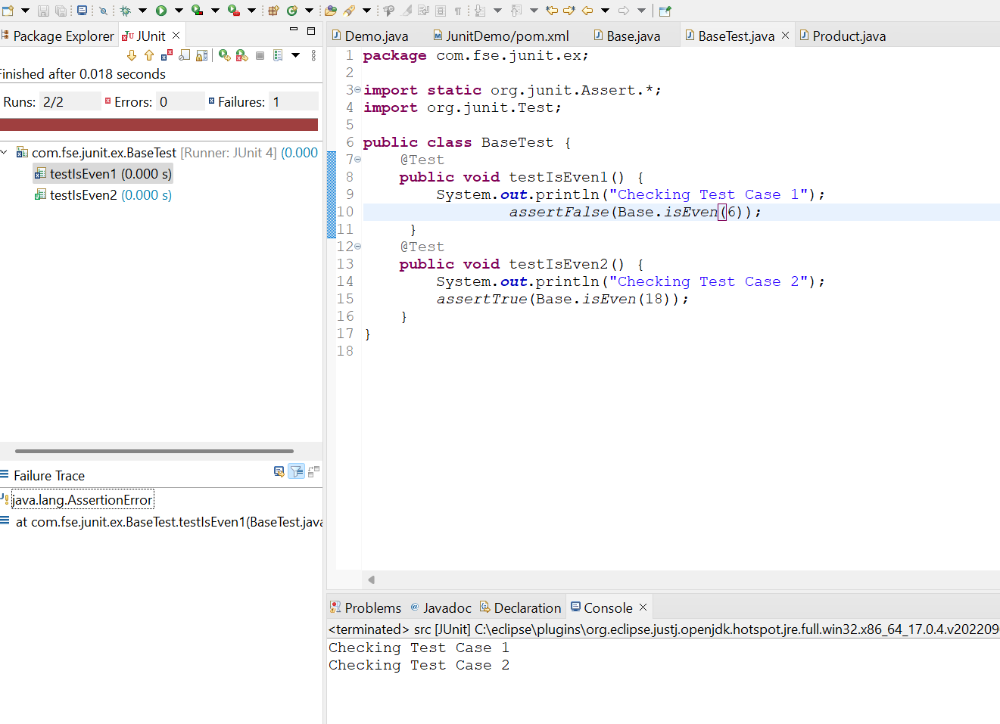 Package Explorer
JUnit
Finished after 0.018 seconds
Runs: 2/2 Errors: 0 Failures: 1
com.fse.junit.ex.BaseTest [Runner: JUnit 4] (0.000
testIsEven1 (0.000 s)
testIsEven2 (0.000 s)
Failure Trace
java.lang.AssertionError
at com.fse.junit.ex.BaseTest.testIsEven1(BaseTest.java
Demo.java JunitDemo/pom.xml Base.java BaseTest.java Product.java
1 package com.fse.junit.ex;
2
3 import static org.junit.Assert.*;
4 import org.junit.Test;
5
6 public class BaseTest {
7 @Test
8 public void testIsEven1() {
9 System.out.println("Checking Test Case 1");
10 assertFalse(Base.isEven(6));
11 }
12 @Test
13 public void testIsEven2() {
14 System.out.println("Checking Test Case 2");
15 assertTrue(Base.isEven(18));
16 }
17 }
18
Problems Javadoc Declaration Console
<terminated> src [JUnit] C:\eclipse\plugins\org.eclipse.justj.openjdk.hotspot.jre.full.win32.x86_64_17.0.4.v202209
Checking Test Case 1
Checking Test Case 2